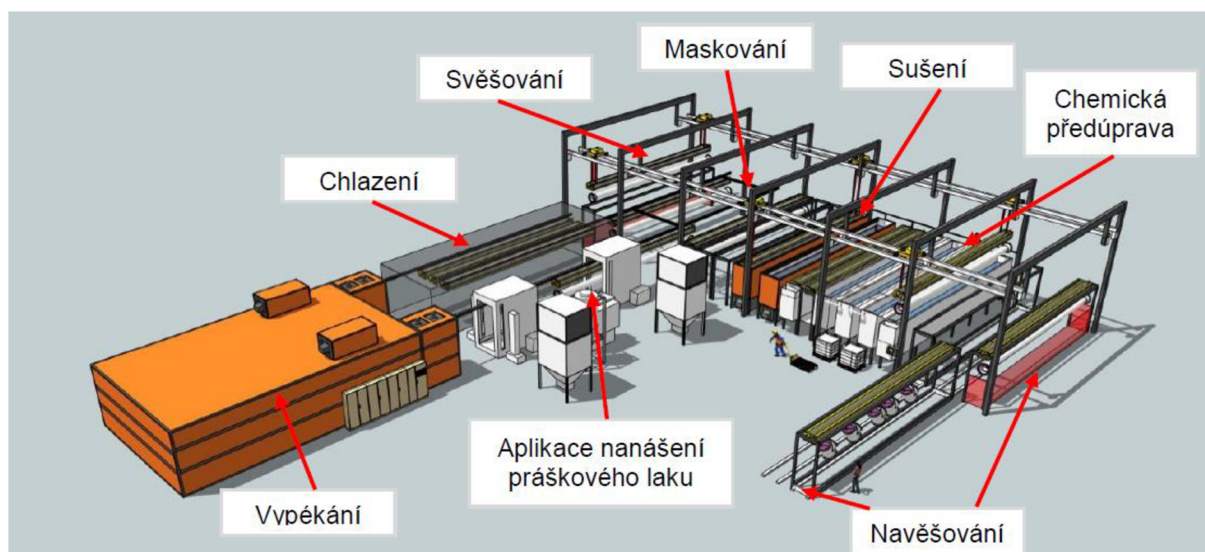 Maskování
Svěšování
Sušení
Chemická
předúprava
Chlazení
Aplikace nanášení
práškového laku
Vypékání
Navěšování